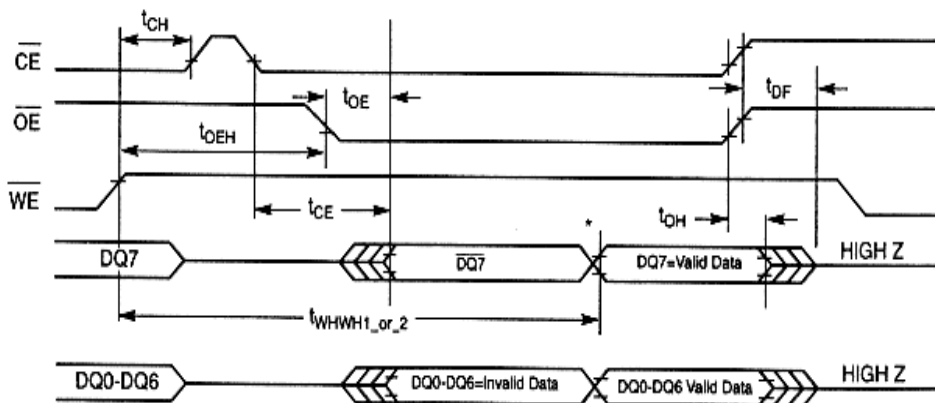 tCH
CE
tOE
tDF
OE
tOEH
WE
tCE
tOH
*
DQ7
DQ7
DQ7=Valid Data
HIGH Z
tWHWH1_or_2
DQ0-DQ6
DQ0-DQ6=Invalid Data
DQ0-DQ6 Valid Data
HIGH Z